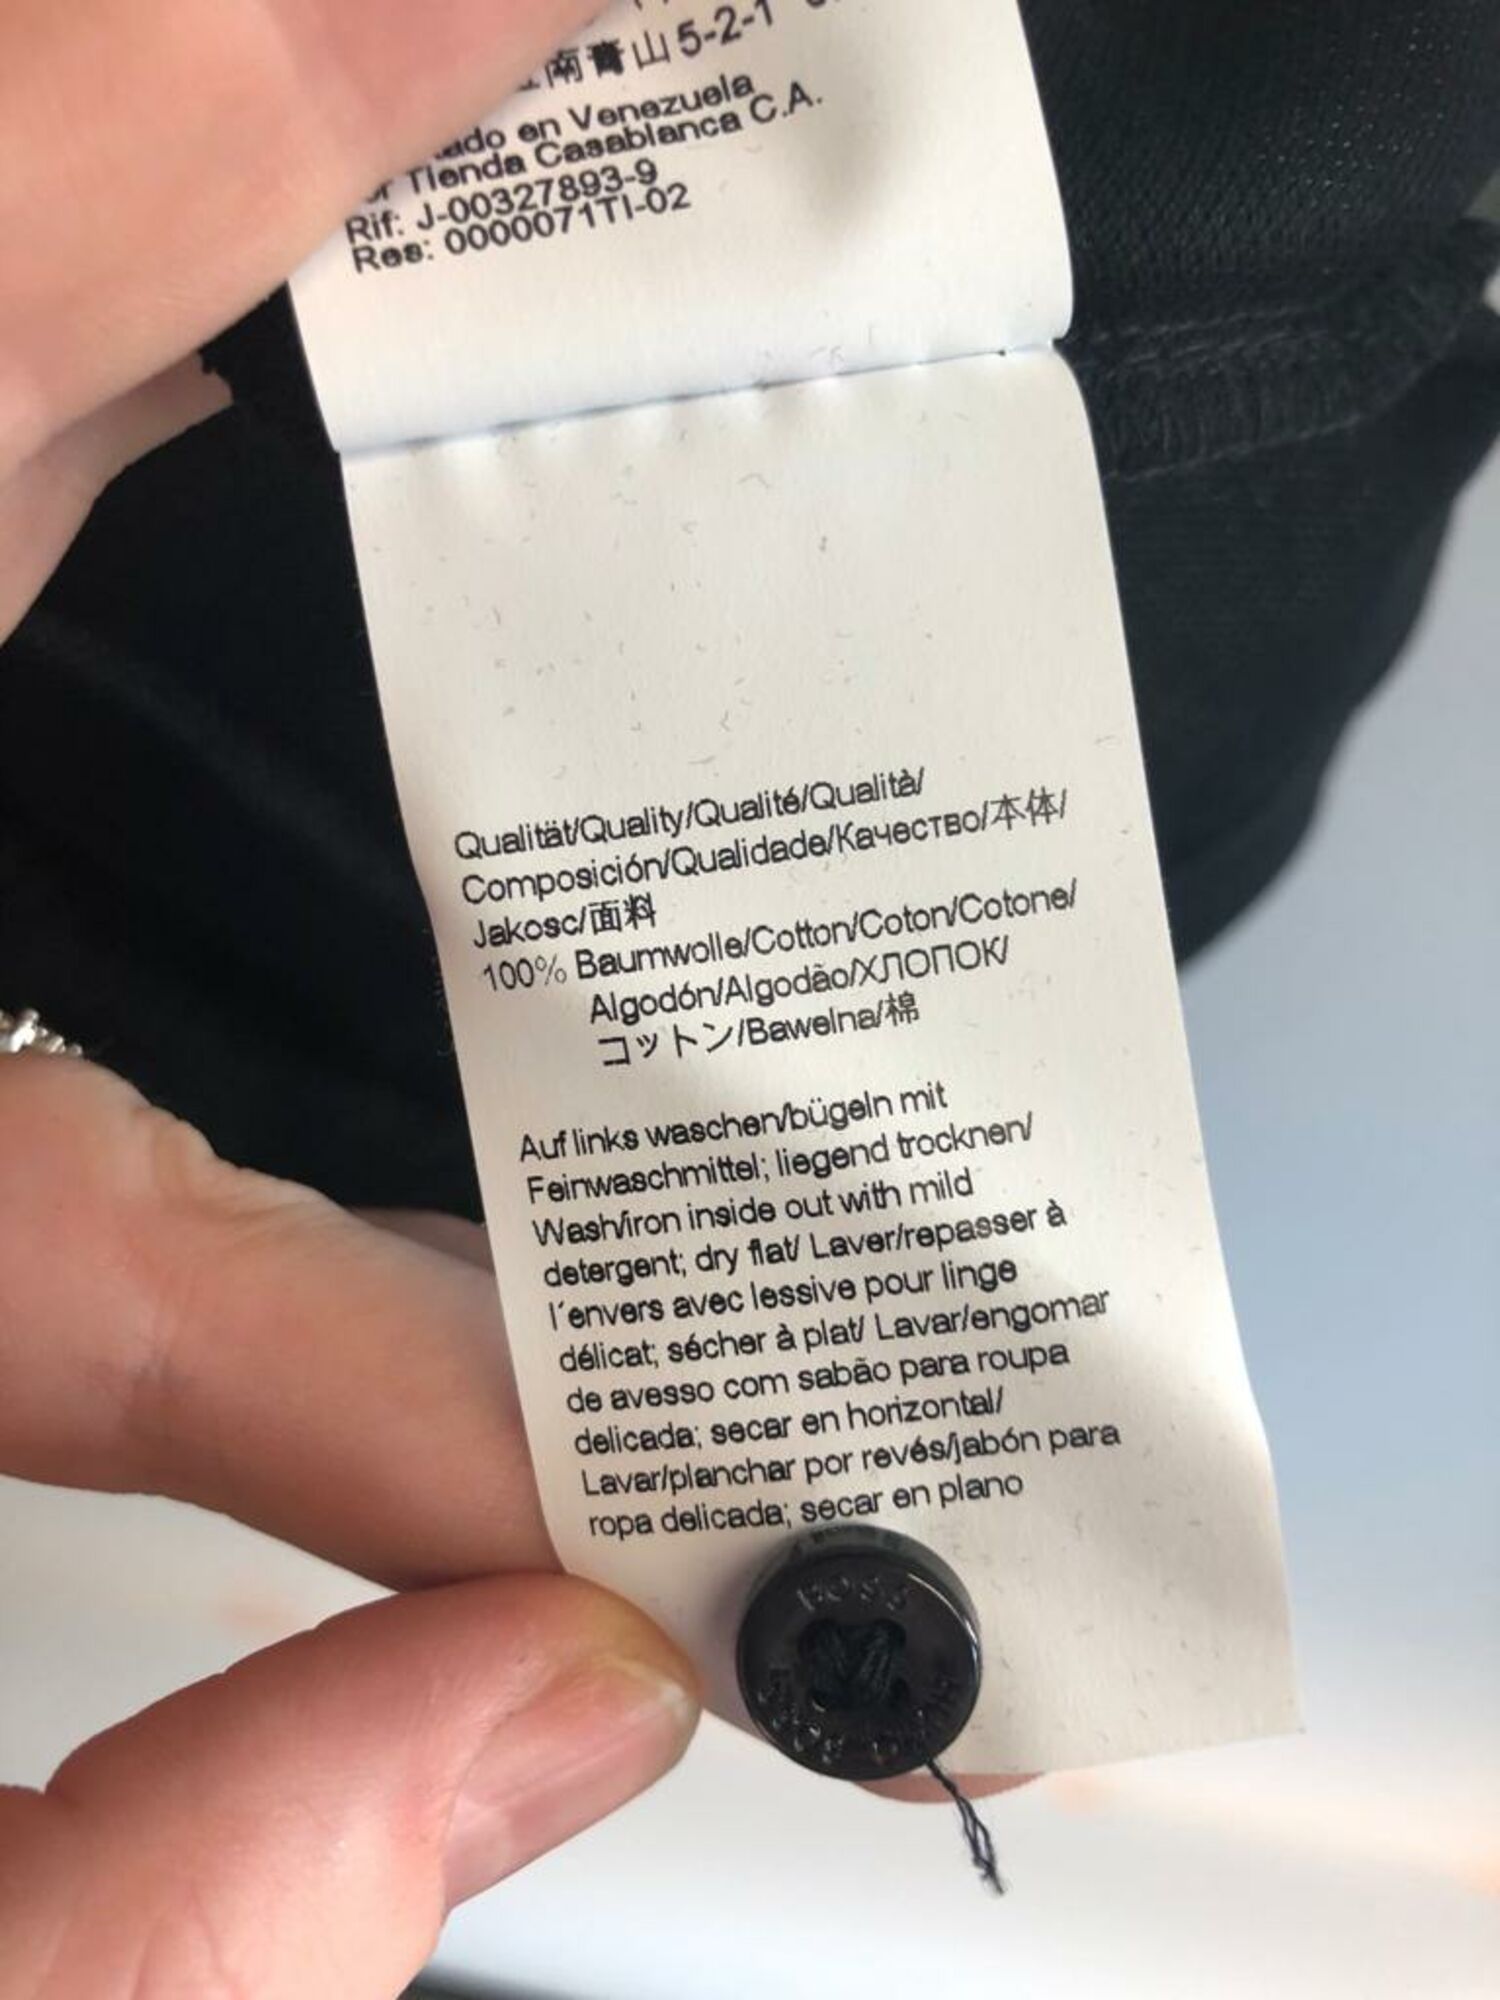 南青山5-2-1
en Venezuela
Tienda Casablanca C.A.
Rif: J-00327893-9
Res: 0000071TI-02
Qualität/Quality/Qualité/Qualità/
Composición/Qualidade/Качество/本体/
Jakosc/面料
100% Baumwolle/Cotton/Coton/Cotone/
Algodón/Algodão/ХЛОПОК/
コットン/Bawelna/棉
Auf links waschen/bügeln mit
Feinwaschmittel; liegend trocknen/
Wash/iron inside out with mild
detergent; dry flat/ Laver/repasser à
l´envers avec lessive pour linge
délicat; sécher à plat/ Lavar/engomar
de avesso com sabão para roupa
delicada; secar en horizontal/
Lavar/planchar por revés/jabón para
ropa delicada; secar en plano
BOSS
HUGO BOSS